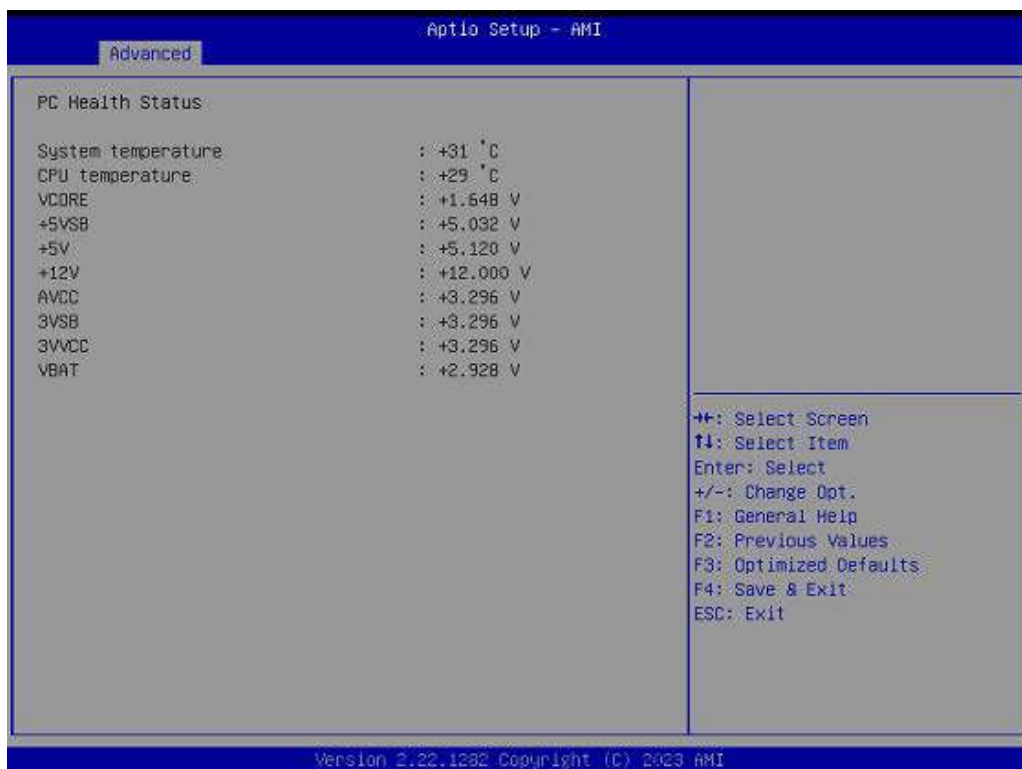 Aptio Setup - AMI
Advanced
PC Health Status
System temperature : +31 °C
CPU temperature : +29 °C
VCORE : +1.648 V
+5VSB : +5.032 V
+5V : +5.120 V
+12V : +12.000 V
AVCC : +3.296 V
3VSB : +3.296 V
3VVCC : +3.296 V
VBAT : +2.928 V
→←: Select Screen
↑↓: Select Item
Enter: Select
+/-: Change Opt.
F1: General Help
F2: Previous Values
F3: Optimized Defaults
F4: Save & Exit
ESC: Exit
Version 2.22.1282 Copyright (C) 2023 AMI